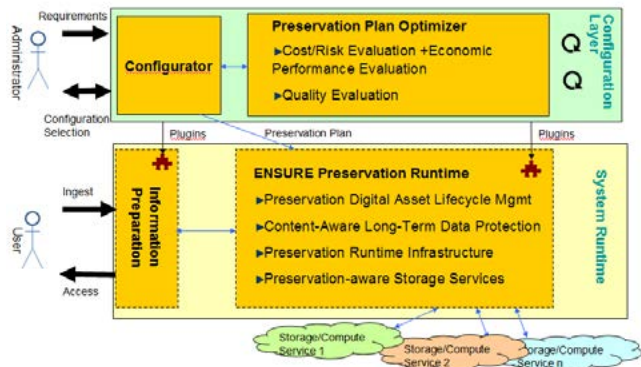 Requirements
Administrator
Configuration
Selection
Configurator
Preservation Plan Optimizer
►Cost/Risk Evaluation +Economic
Performance Evaluation
►Quality Evaluation
Configuration
Layer
Plugins
Preservation Plan
Plugins
Ingest
User
Access
Information
Preparation
ENSURE Preservation Runtime
►Preservation Digital Asset Lifecycle Mgmt
►Content-Aware Long-Term Data Protection
►Preservation Runtime Infrastructure
►Preservation-aware Storage Services
System Runtime
Storage/Compute
Service 1
Storage/Compute
Service 2
Storage/Compute
Service n